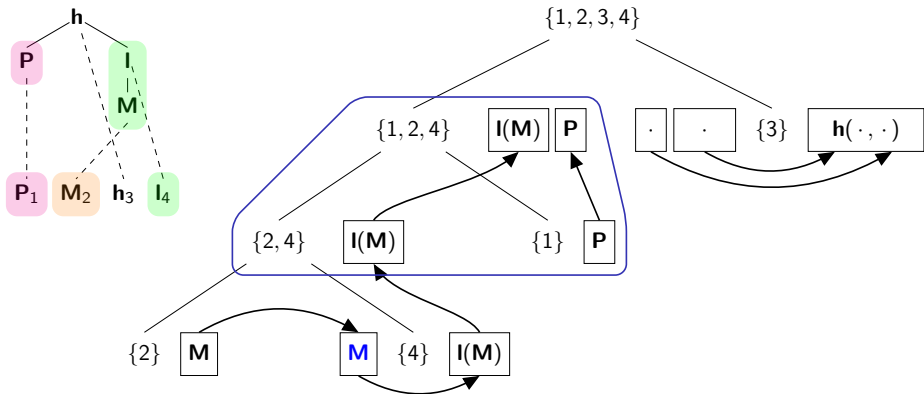 h {1, 2, 3, 4}
P I
M
{1, 2, 4} I(M) P · · {3} h( · , · )
P₁ M₂ h₃ I₄
{2, 4} I(M) {1} P
{2} M M {4} I(M)